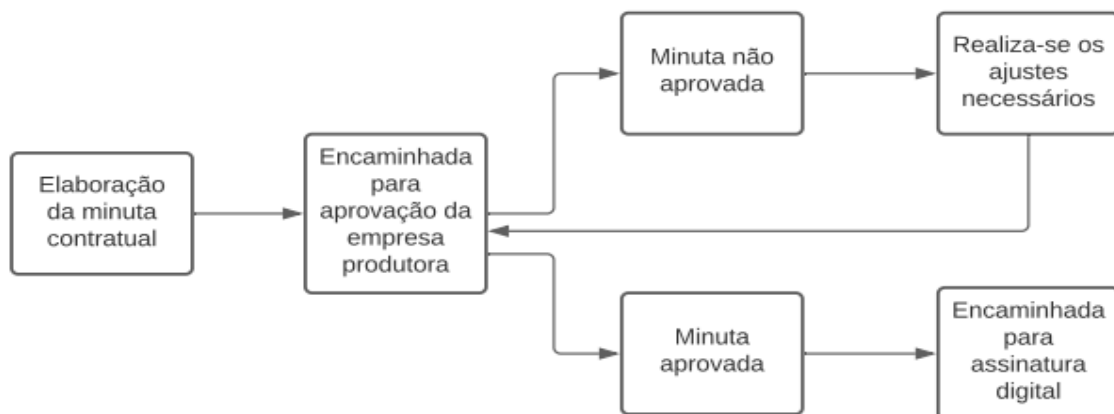 Elaboração
da minuta
contratual
Encaminhada
para
aprovação da
empresa
produtora
Minuta não
aprovada
Realiza-se os
ajustes
necessários
Minuta
aprovada
Encaminhada
para
assinatura
digital